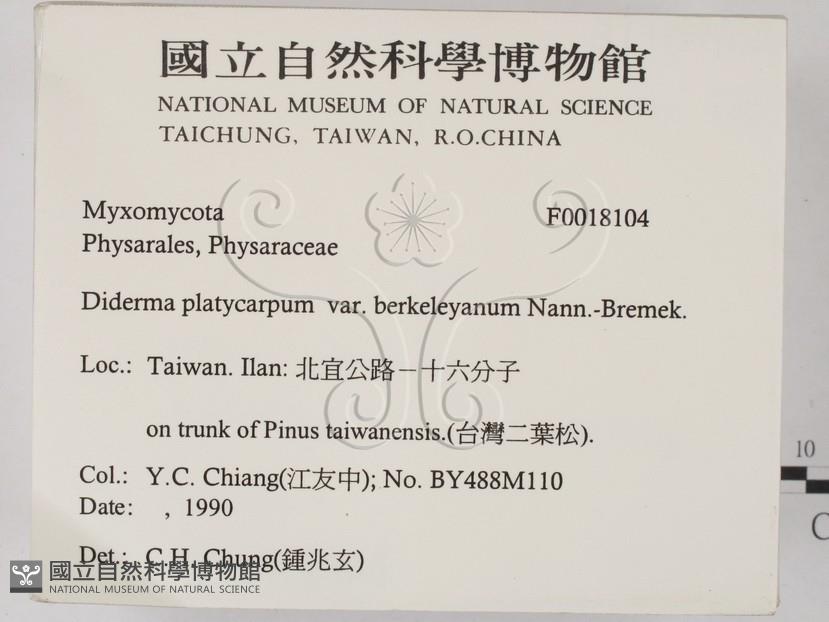 國立自然科學博物館
NATIONAL MUSEUM OF NATURAL SCIENCE
TAICHUNG, TAIWAN, R.O.CHINA
Myxomycota F0018104
Physarales, Physaraceae
Diderma platycarpum var. berkeleyanum Nann.-Bremek.
Loc.: Taiwan. Ilan: 北宜公路－十六分子
on trunk of Pinus taiwanensis.(台灣二葉松).
Col.: Y.C. Chiang(江友中); No. BY488M110
Date: , 1990
Det.: C.H. Chung(鍾兆玄)
國立自然科學博物館
NATIONAL MUSEUM OF NATURAL SCIENCE
10